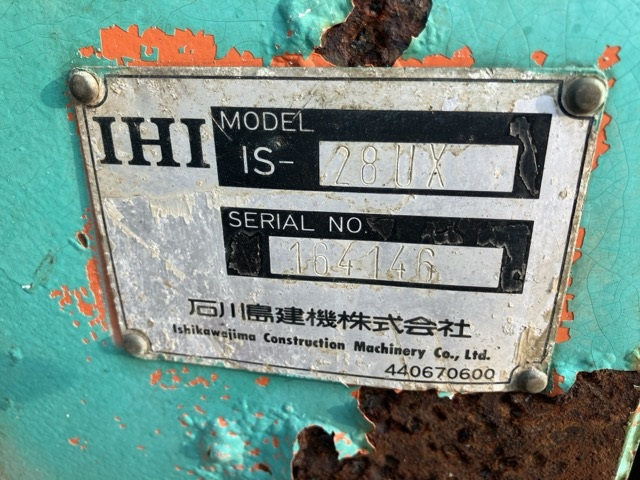 IHI
MODEL
IS- 28UX
SERIAL NO.
164146
石川島建機株式会社
Ishikawajima Construction Machinery Co., Ltd.
440670600